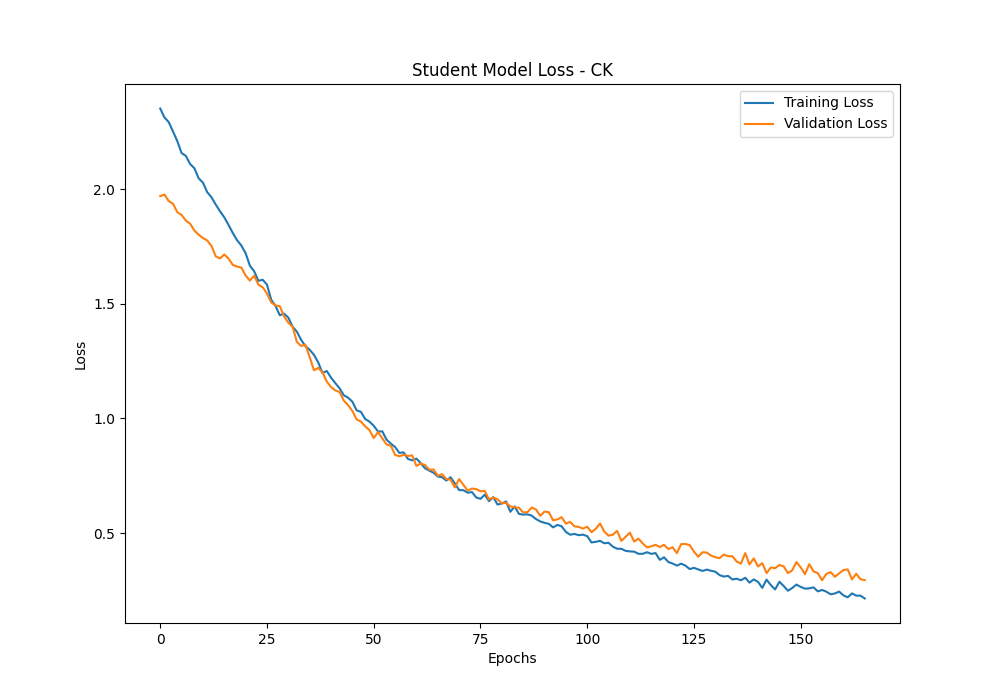 Student Model Loss - CK
Training Loss
Validation Loss
Loss
2.0
1.5
1.0
0.5
0 25 50 75 100 125 150
Epochs